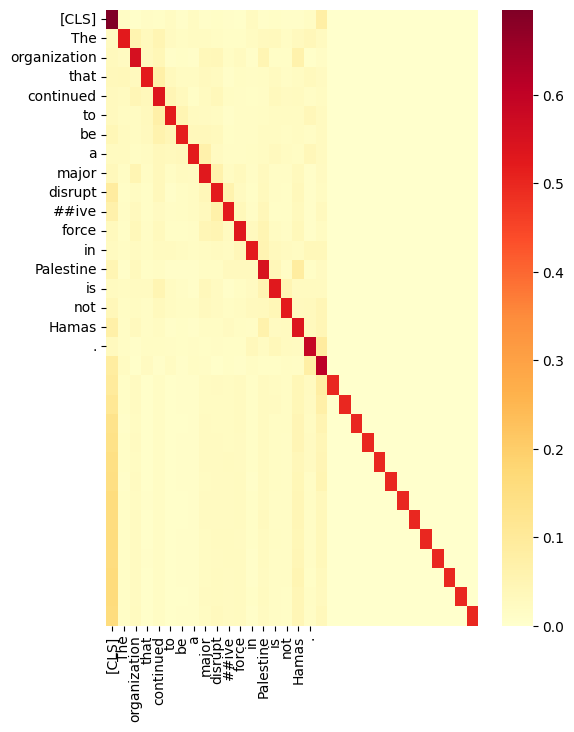 [CLS]
The
organization
that
continued
to
be
a
major
disrupt
##ive
force
in
Palestine
is
not
Hamas
.
[CLS]
The
organization
that
continued
to
be
a
major
disrupt
##ive
force
in
Palestine
is
not
Hamas
.
0.6
0.5
0.4
0.3
0.2
0.1
0.0